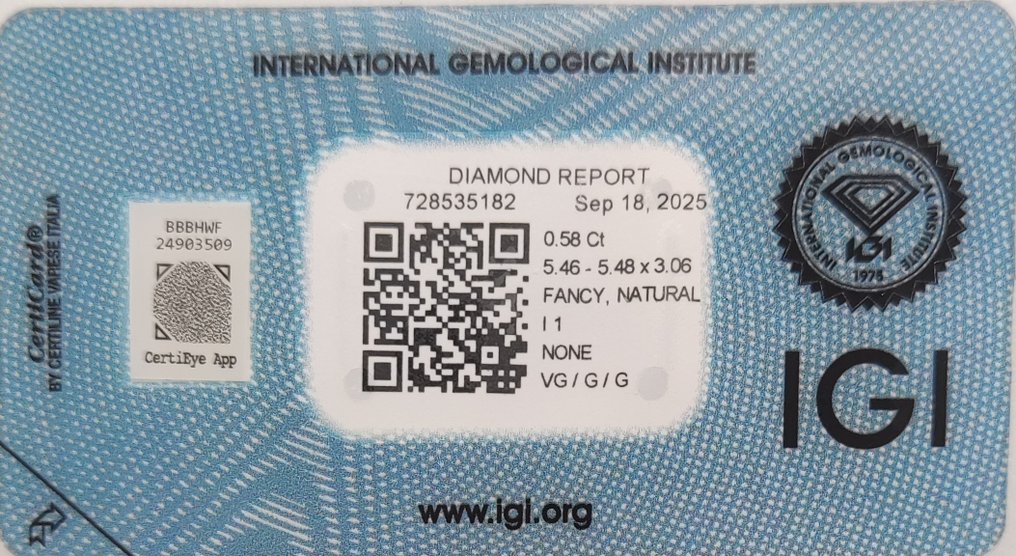 INTERNATIONAL GEMOLOGICAL INSTITUTE
DIAMOND REPORT
728535182 Sep 18, 2025
0.58 Ct
5.46 - 5.48 x 3.06
FANCY, NATURAL
I 1
NONE
VG / G / G
BBBHWF
24903509
CertiEye App
CertiCard®
BY CERTILINE VARESE ITALIA
INTERNATIONAL GEMOLOGICAL INSTITUTE
IGI
1975
IGI
www.igi.org